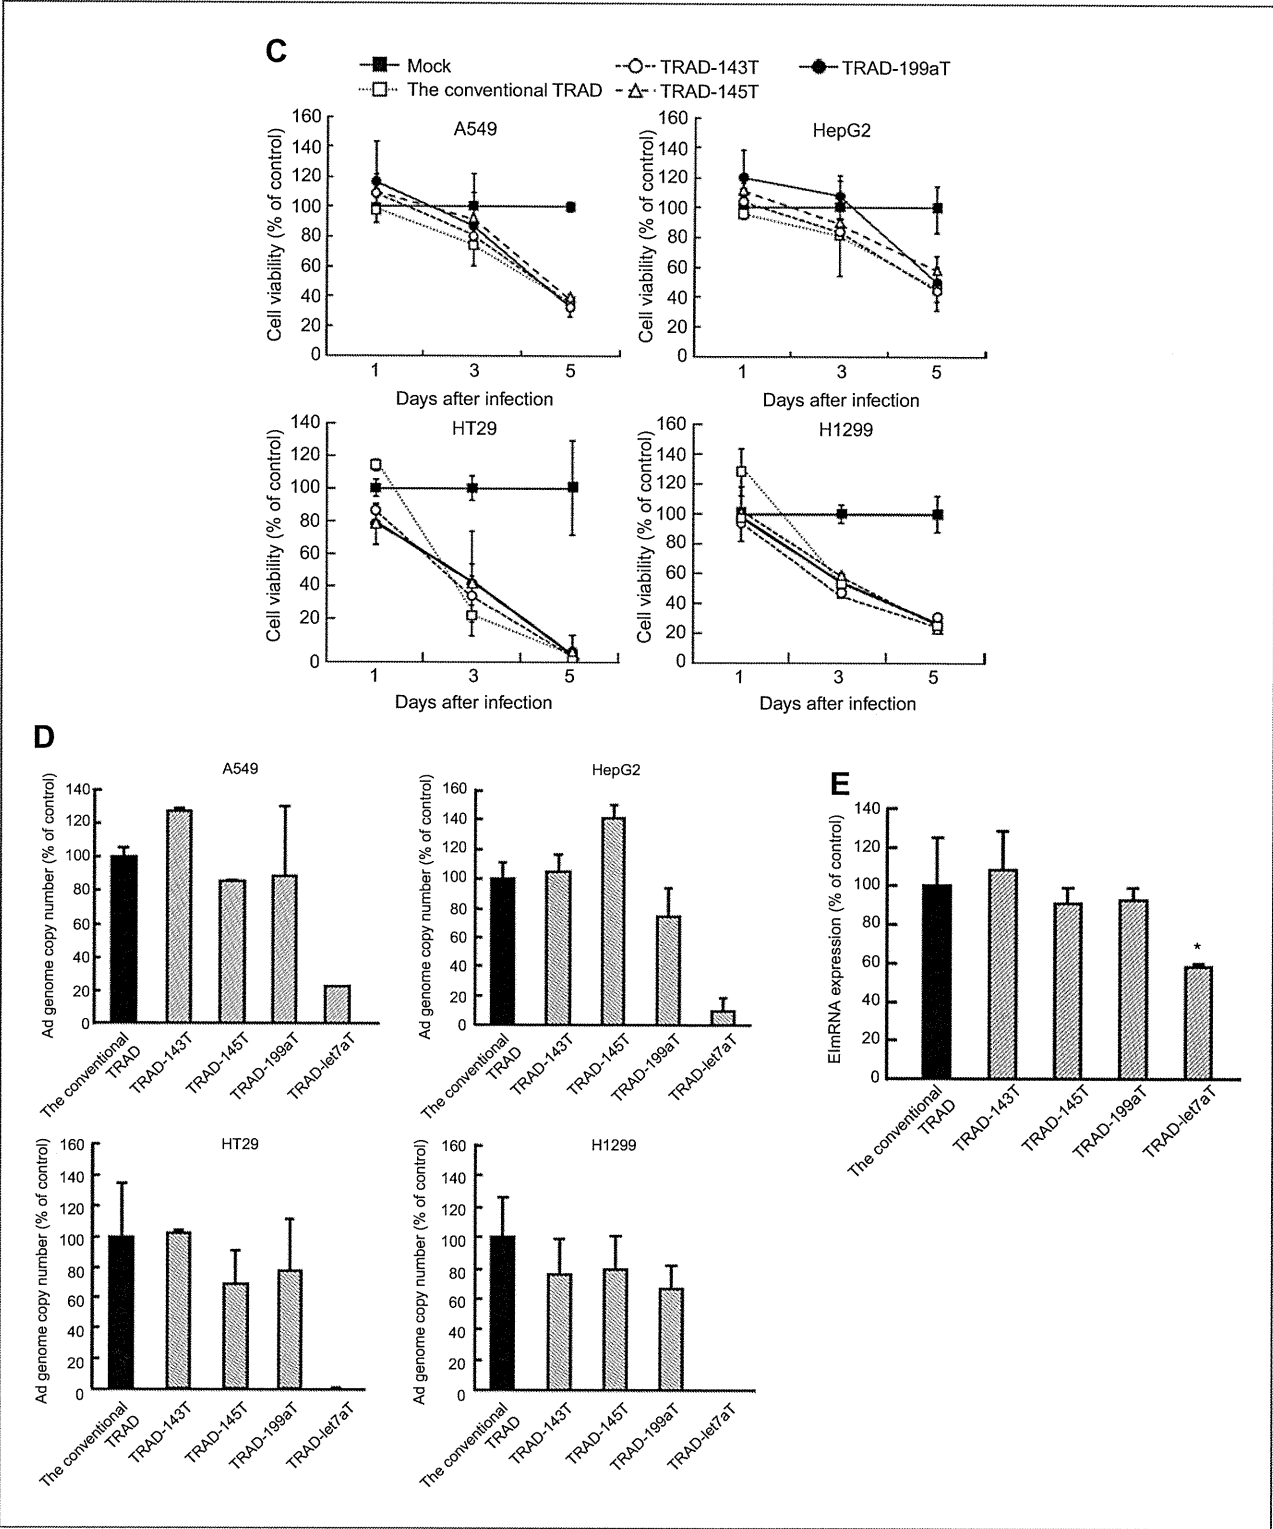 C
Mock
The conventional TRAD
TRAD-143T
TRAD-145T
TRAD-199aT
A549
Cell viability (% of control)
160
140
120
100
80
60
40
20
0
1 3 5
Days after infection
HepG2
Cell viability (% of control)
160
140
120
100
80
60
40
20
0
1 3 5
Days after infection
HT29
Cell viability (% of control)
140
120
100
80
60
40
20
0
1 3 5
Days after infection
H1299
Cell viability (% of control)
160
140
120
100
80
60
40
20
0
1 3 5
Days after infection
D
A549
Ad genome copy number (% of control)
140
120
100
80
60
40
20
0
The conventional
TRAD
TRAD-143T
TRAD-145T
TRAD-199aT
TRAD-let7aT
HepG2
Ad genome copy number (% of control)
160
140
120
100
80
60
40
20
0
The conventional
TRAD
TRAD-143T
TRAD-145T
TRAD-199aT
TRAD-let7aT
E
EImRNA expression (% of control)
140
120
100
80
60
40
20
0
*
The conventional
TRAD
TRAD-143T
TRAD-145T
TRAD-199aT
TRAD-let7aT
HT29
Ad genome copy number (% of control)
160
140
120
100
80
60
40
20
0
The conventional
TRAD
TRAD-143T
TRAD-145T
TRAD-199aT
TRAD-let7aT
H1299
Ad genome copy number (% of control)
160
140
120
100
80
60
40
20
0
The conventional
TRAD
TRAD-143T
TRAD-145T
TRAD-199aT
TRAD-let7aT